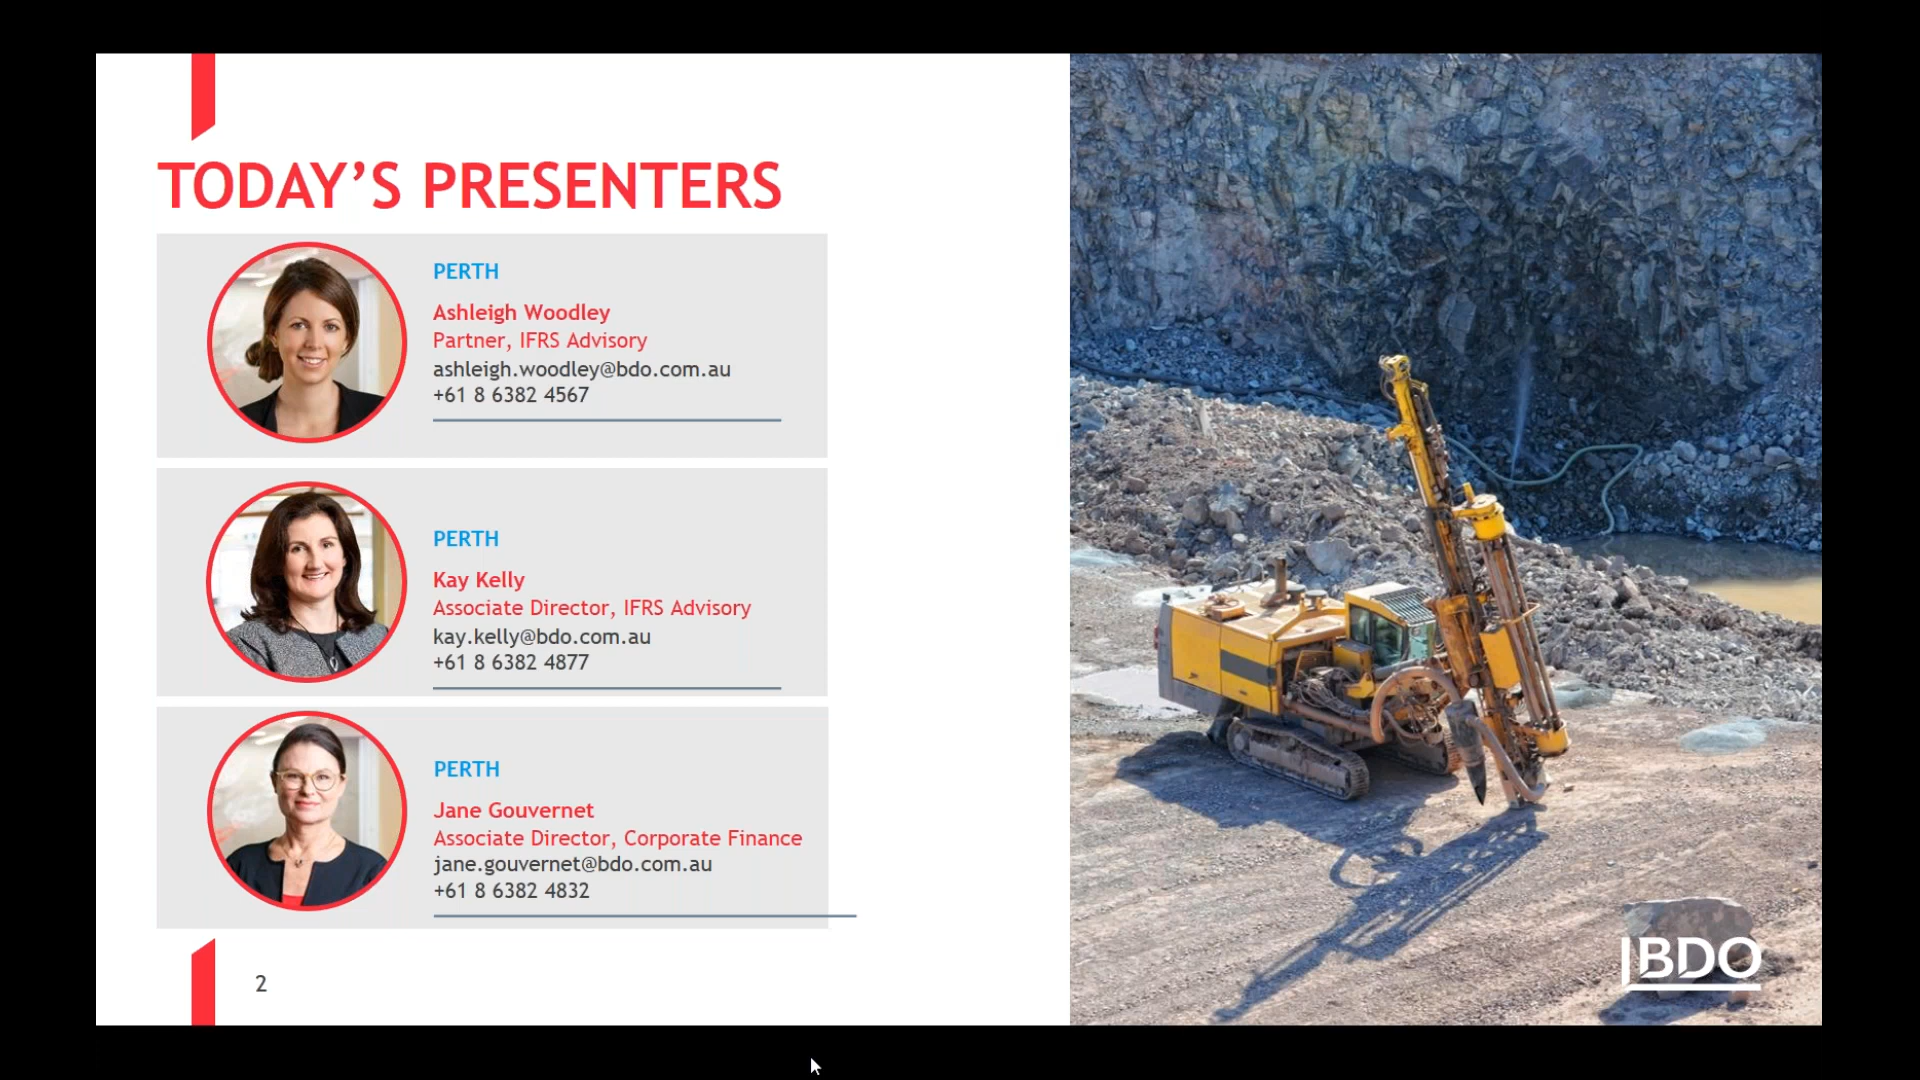 TODAY’S PRESENTERS
PERTH
Ashleigh Woodley
Partner, IFRS Advisory
ashleigh.woodley@bdo.com.au
+61 8 6382 4567
PERTH
Kay Kelly
Associate Director, IFRS Advisory
kay.kelly@bdo.com.au
+61 8 6382 4877
PERTH
Jane Gouvernet
Associate Director, Corporate Finance
jane.gouvernet@bdo.com.au
+61 8 6382 4832
2
BDO